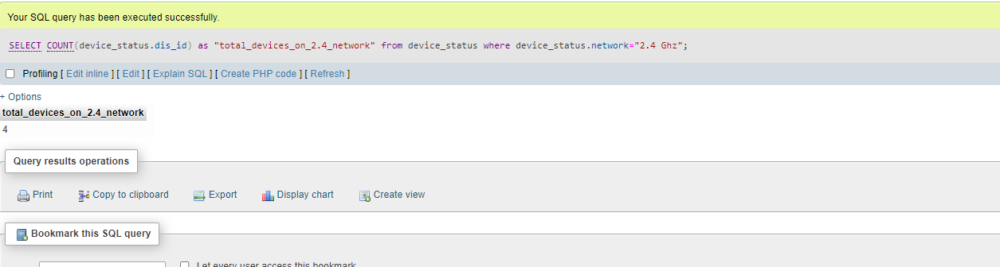 Your SQL query has been executed successfully.
SELECT COUNT(device_status.dis_id) as "total_devices_on_2.4_network" from device_status where device_status.network="2.4 Ghz";
Profiling [ Edit inline ] [ Edit ] [ Explain SQL ] [ Create PHP code ] [ Refresh ]
+ Options
total_devices_on_2.4_network
4
Query results operations
Print Copy to clipboard Export Display chart Create view
Bookmark this SQL query
Let every user access this bookmark